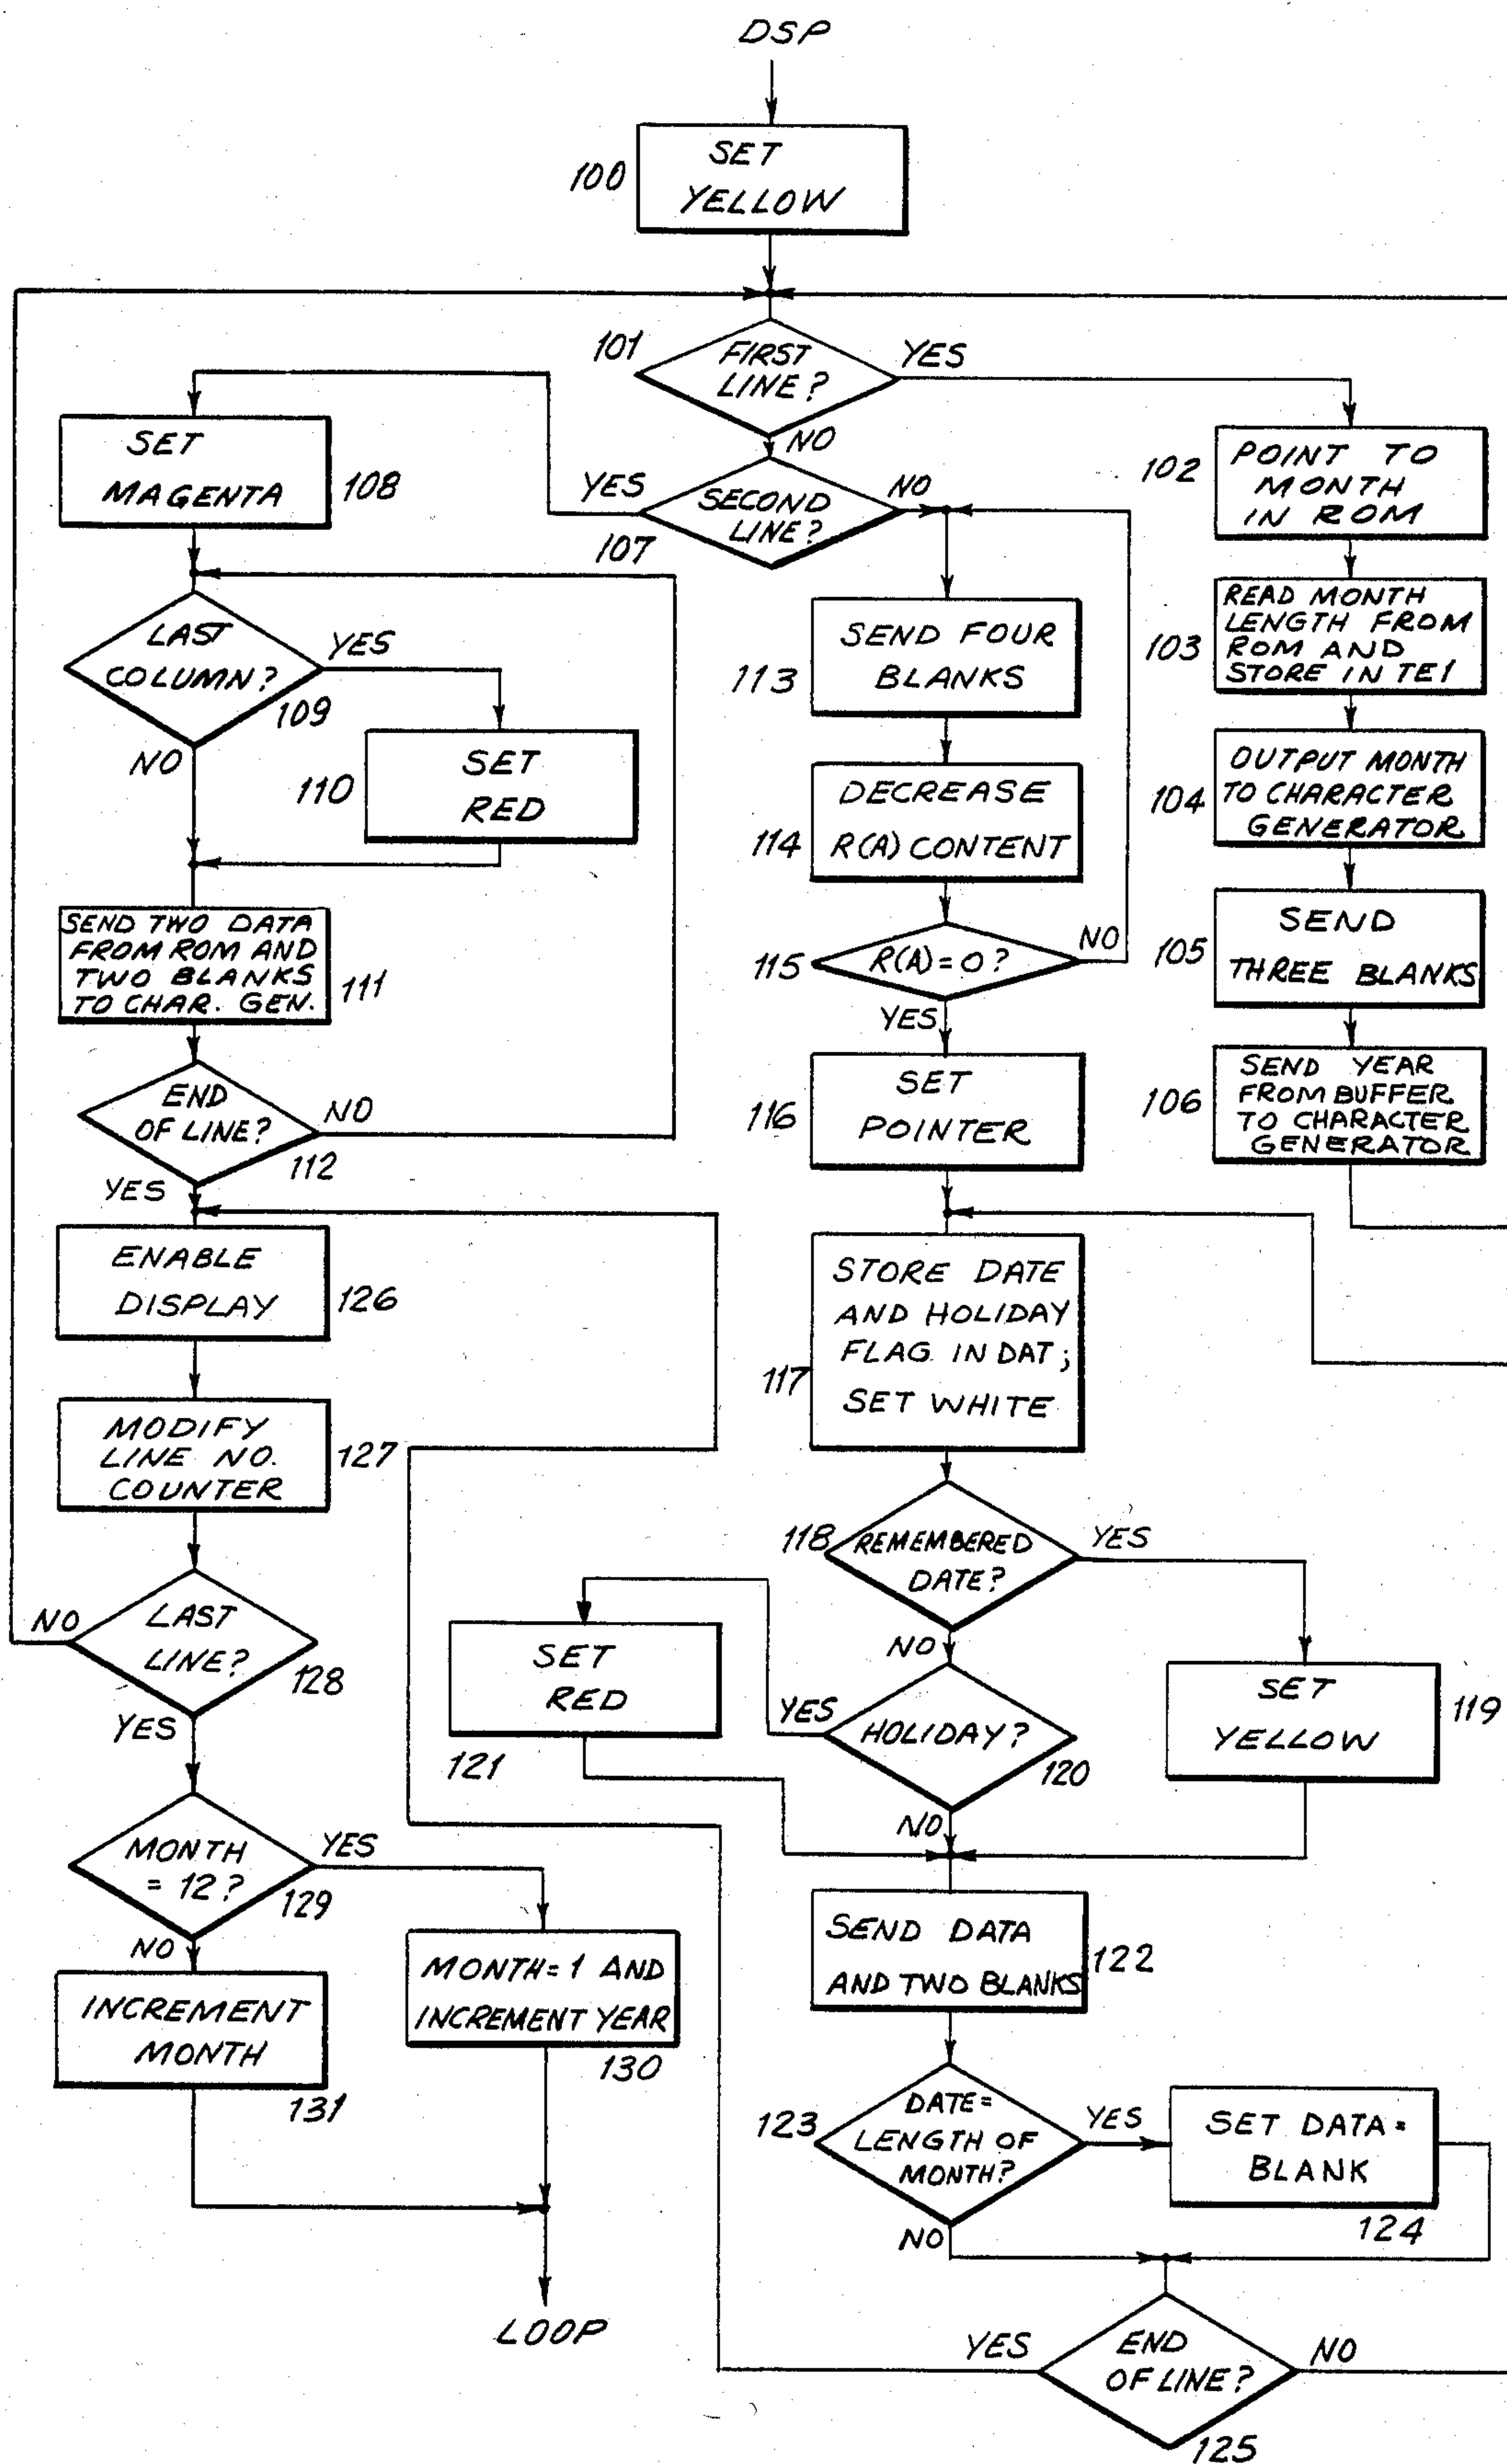 DSP
100
SET
YELLOW
101
FIRST
LINE?
YES
NO
102
POINT TO
MONTH
IN ROM
103
READ MONTH
LENGTH FROM
ROM AND
STORE IN TE1
104
OUTPUT MONTH
TO CHARACTER
GENERATOR
105
SEND
THREE BLANKS
106
SEND YEAR
FROM BUFFER
TO CHARACTER
GENERATOR
107
SECOND
LINE?
YES
NO
SET
MAGENTA
108
LAST
COLUMN?
109
YES
NO
110
SET
RED
SEND TWO DATA
FROM ROM AND
TWO BLANKS
TO CHAR. GEN.
111
END
OF LINE?
112
NO
YES
113
SEND FOUR
BLANKS
114
DECREASE
R(A) CONTENT
115
R(A)=0?
NO
YES
116
SET
POINTER
117
STORE DATE
AND HOLIDAY
FLAG IN DAT;
SET WHITE
118
REMEMBERED
DATE?
YES
NO
SET
YELLOW
119
HOLIDAY?
120
YES
NO
SET
RED
121
SEND DATA
AND TWO BLANKS
122
123
DATE=
LENGTH OF
MONTH?
YES
NO
SET DATA=
BLANK
124
END
OF LINE?
125
YES
NO
ENABLE
DISPLAY
126
MODIFY
LINE NO.
COUNTER
127
LAST
LINE?
128
NO
YES
MONTH
= 12?
129
YES
NO
MONTH=1 AND
INCREMENT YEAR
130
INCREMENT
MONTH
131
LOOP